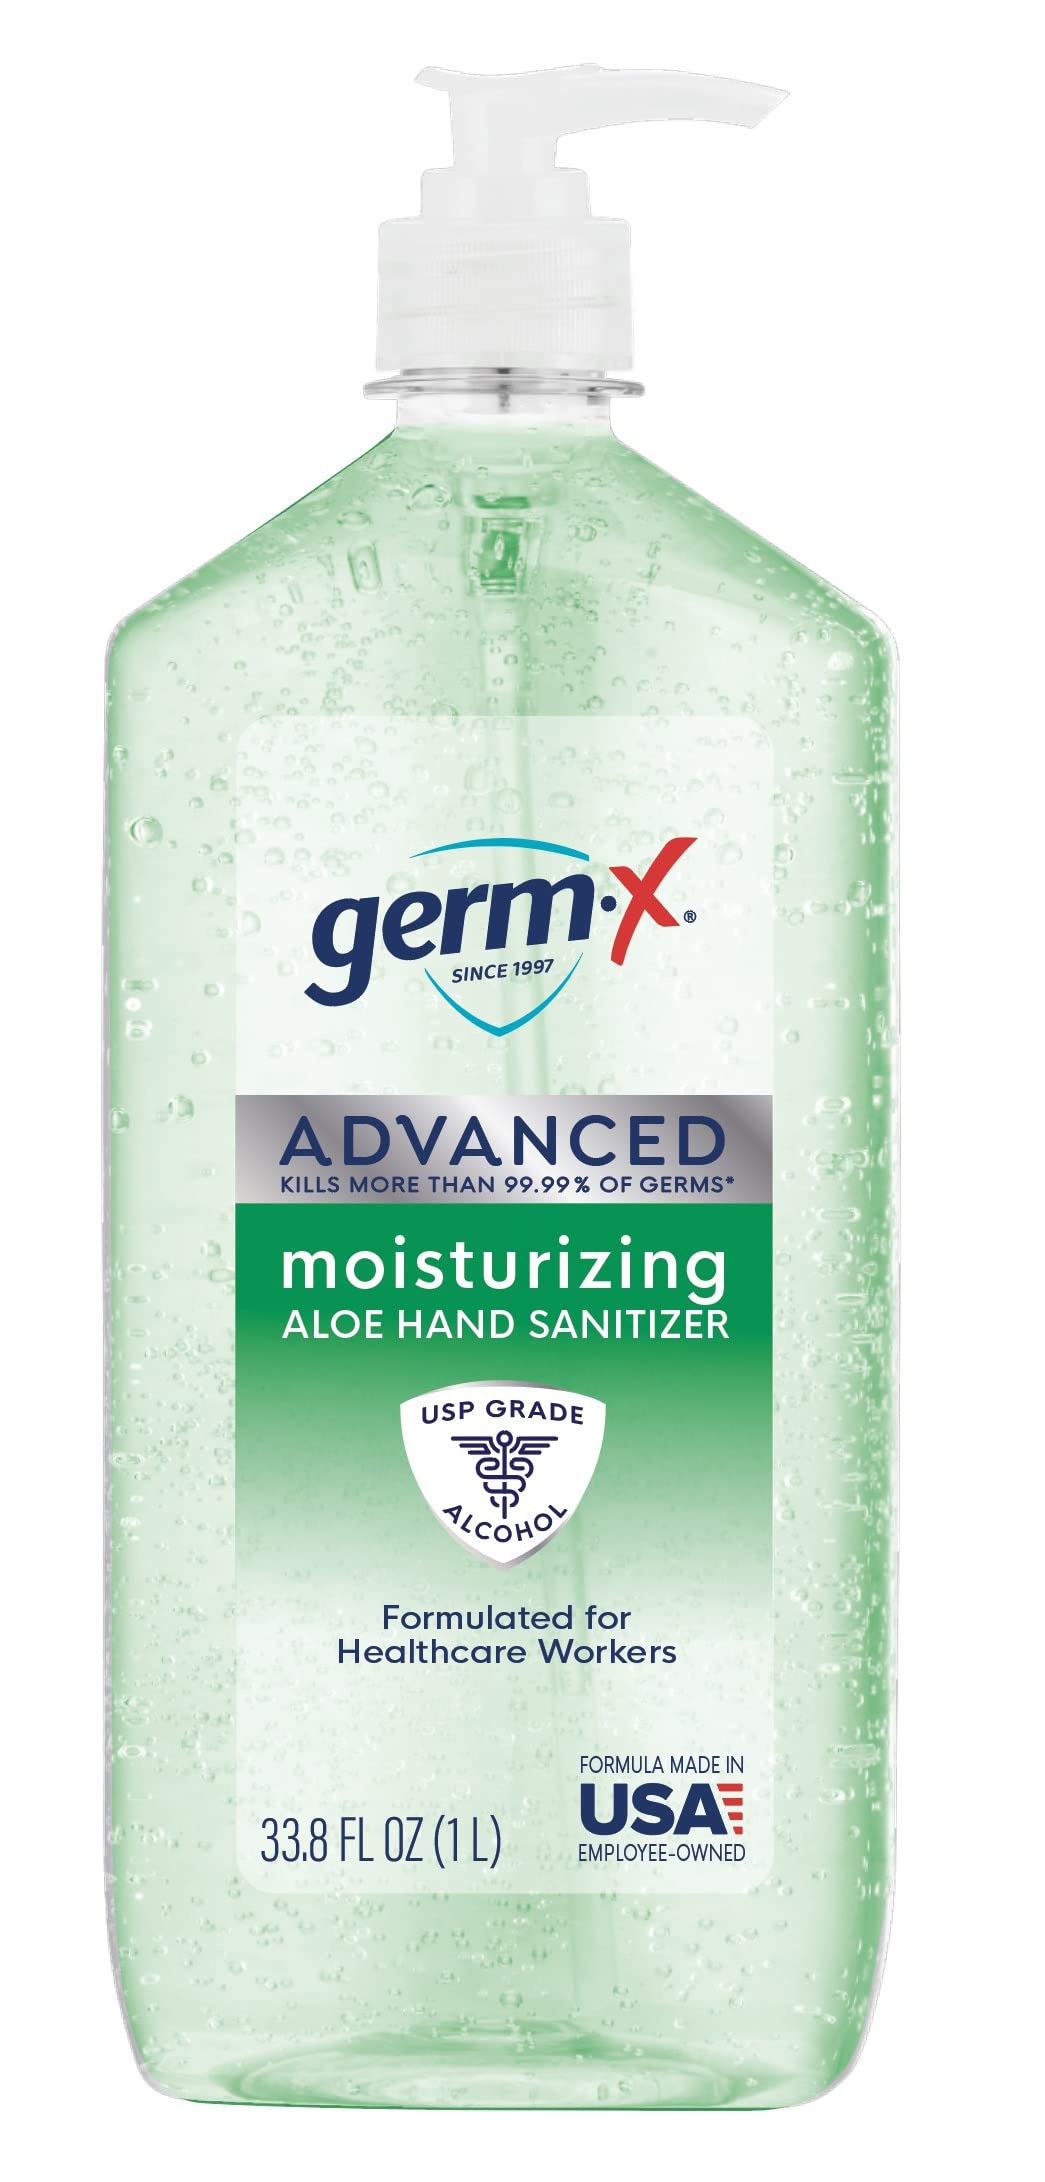 germ·x®
SINCE 1997
ADVANCED
KILLS MORE THAN 99.99% OF GERMS*
moisturizing
ALOE HAND SANITIZER
USP GRADE
ALCOHOL
Formulated for
Healthcare Workers
FORMULA MADE IN
USA
EMPLOYEE-OWNED
33.8 FL OZ (1 L)